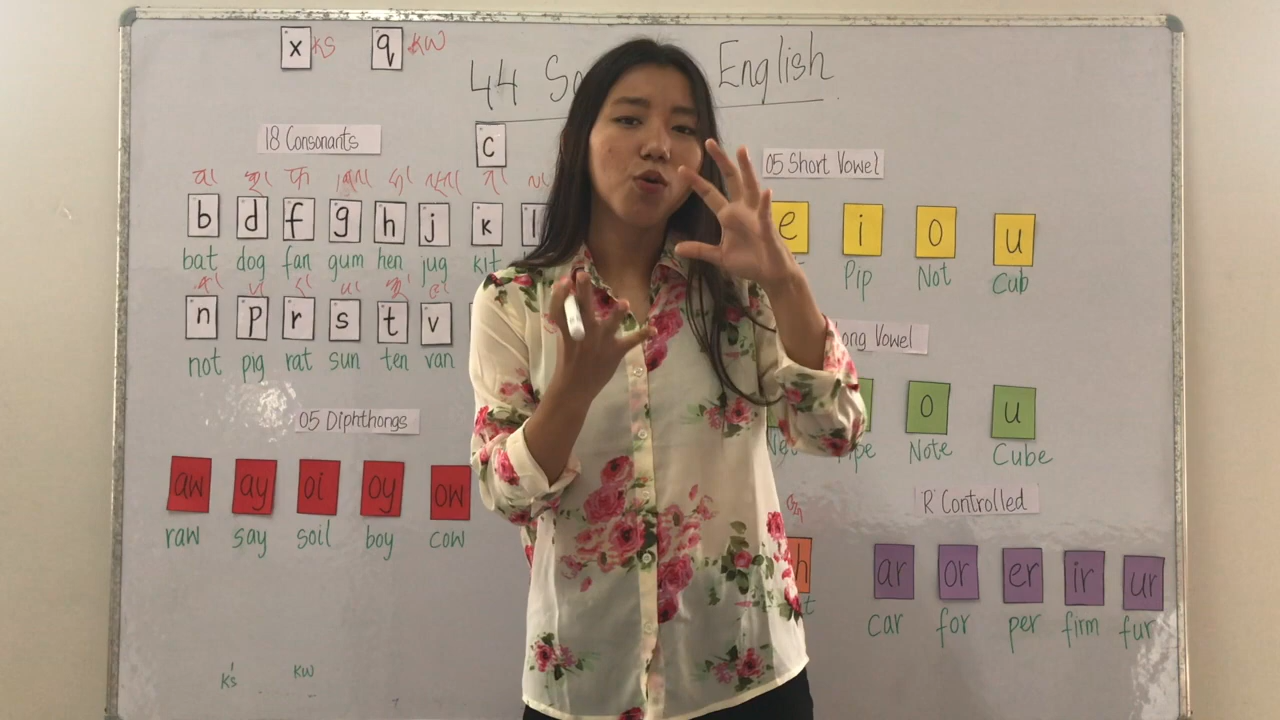 x ks q kw
44 So English
18 Consonants
c
b d f g h j k l
bat dog fan gum hen jug kit
n p r s t v
not pig rat sun ten van
05 Diphthongs
aw ay oi oy ow
raw say soil boy cow
ks kw
05 Short Vowel
e i o u
Pip Not Cub
ong Vowel
o u
Note Cube
R Controlled
h
ar or er ir ur
car for per firm fur